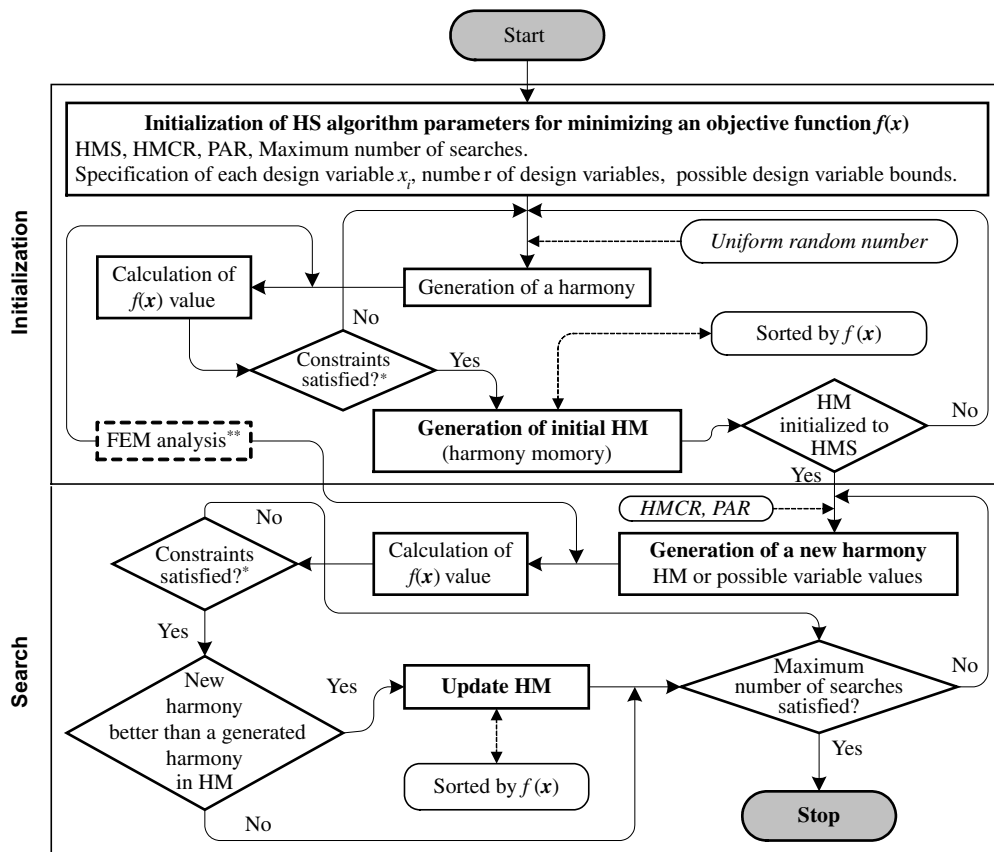 Start
Initialization
Initialization of HS algorithm parameters for minimizing an objective function f(x)
HMS, HMCR, PAR, Maximum number of searches.
Specification of each design variable xi, number of design variables, possible design variable bounds.
Uniform random number
Calculation of
f(x) value
Generation of a harmony
No
Sorted by f (x)
Constraints
satisfied?*
Yes
HM
initialized to
HMS
No
FEM analysis**
Generation of initial HM
(harmony momory)
Yes
Search
No
HMCR, PAR
Constraints
satisfied?*
Calculation of
f(x) value
Generation of a new harmony
HM or possible variable values
Yes
New
harmony
better than a generated
harmony
in HM
Yes
Update HM
Maximum
number of searches
satisfied?
No
Sorted by f (x)
Yes
No
Stop